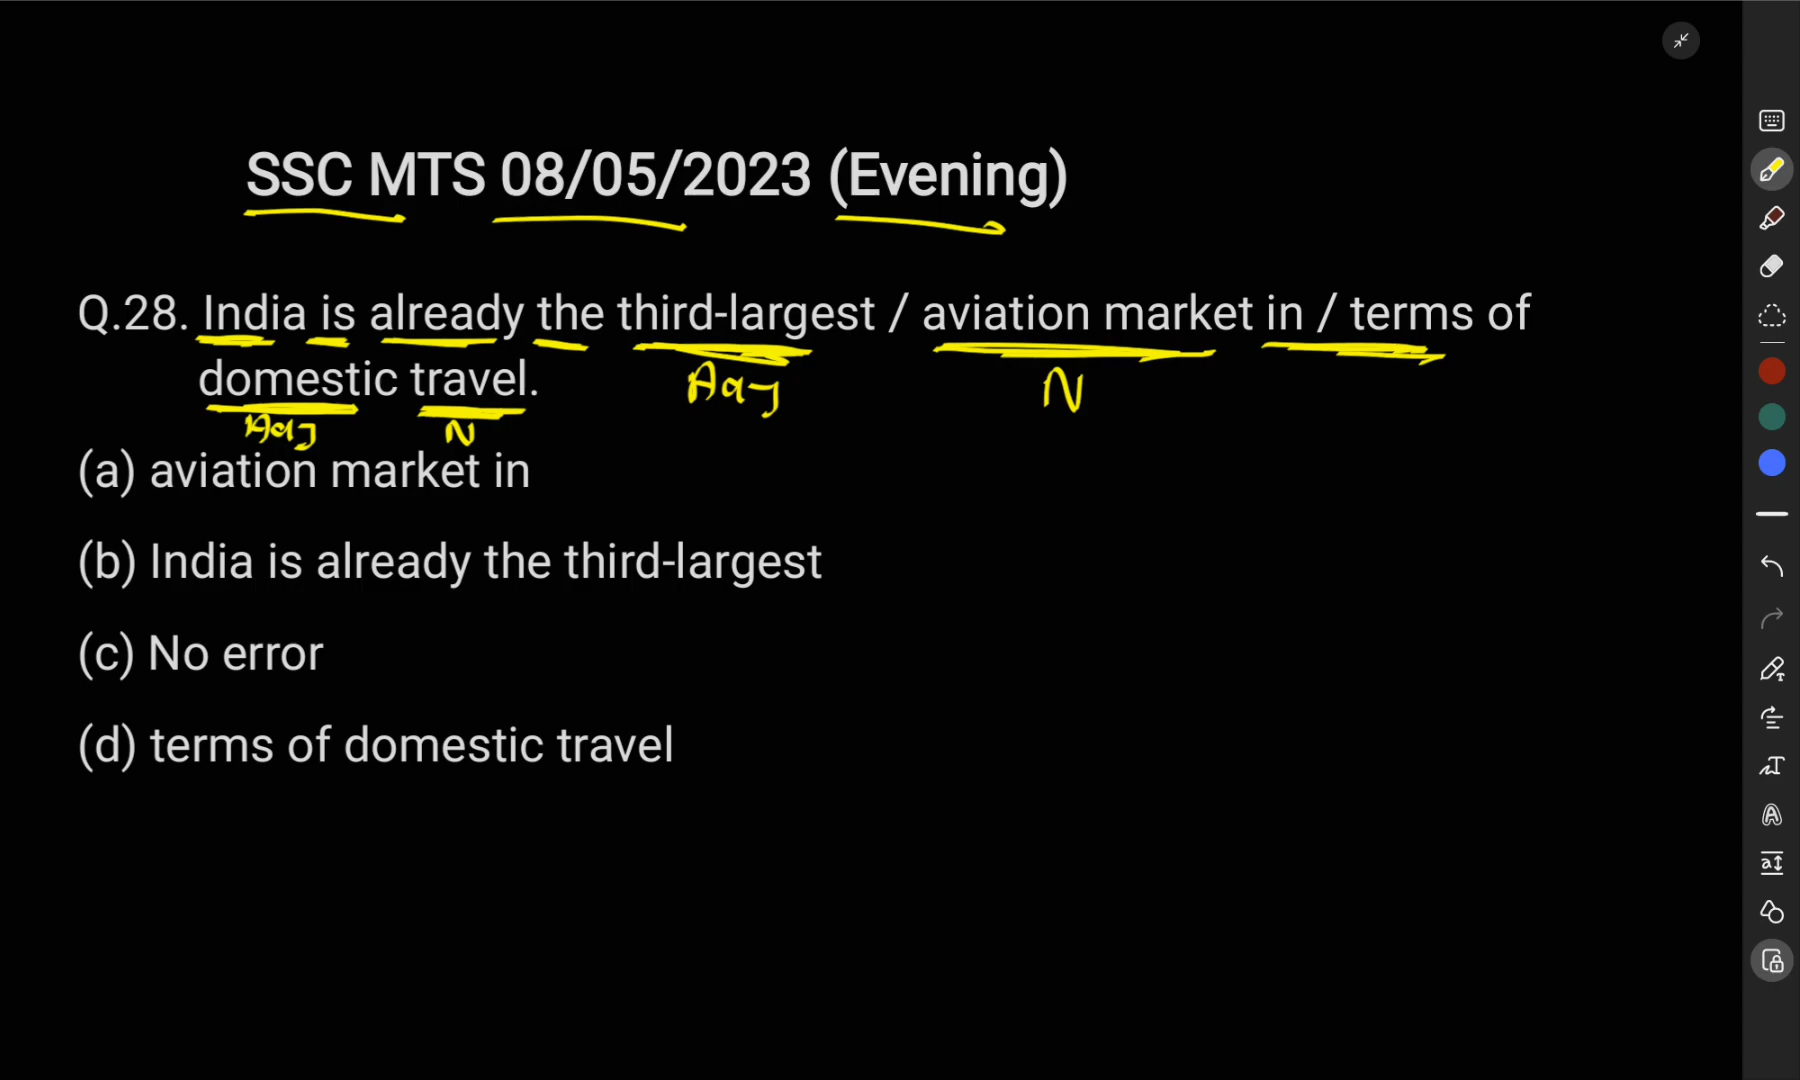 SSC MTS 08/05/2023 (Evening)
Q.28. India is already the third-largest / aviation market in / terms of
domestic travel.
Adj N
Adj N
(a) aviation market in
(b) India is already the third-largest
(c) No error
(d) terms of domestic travel